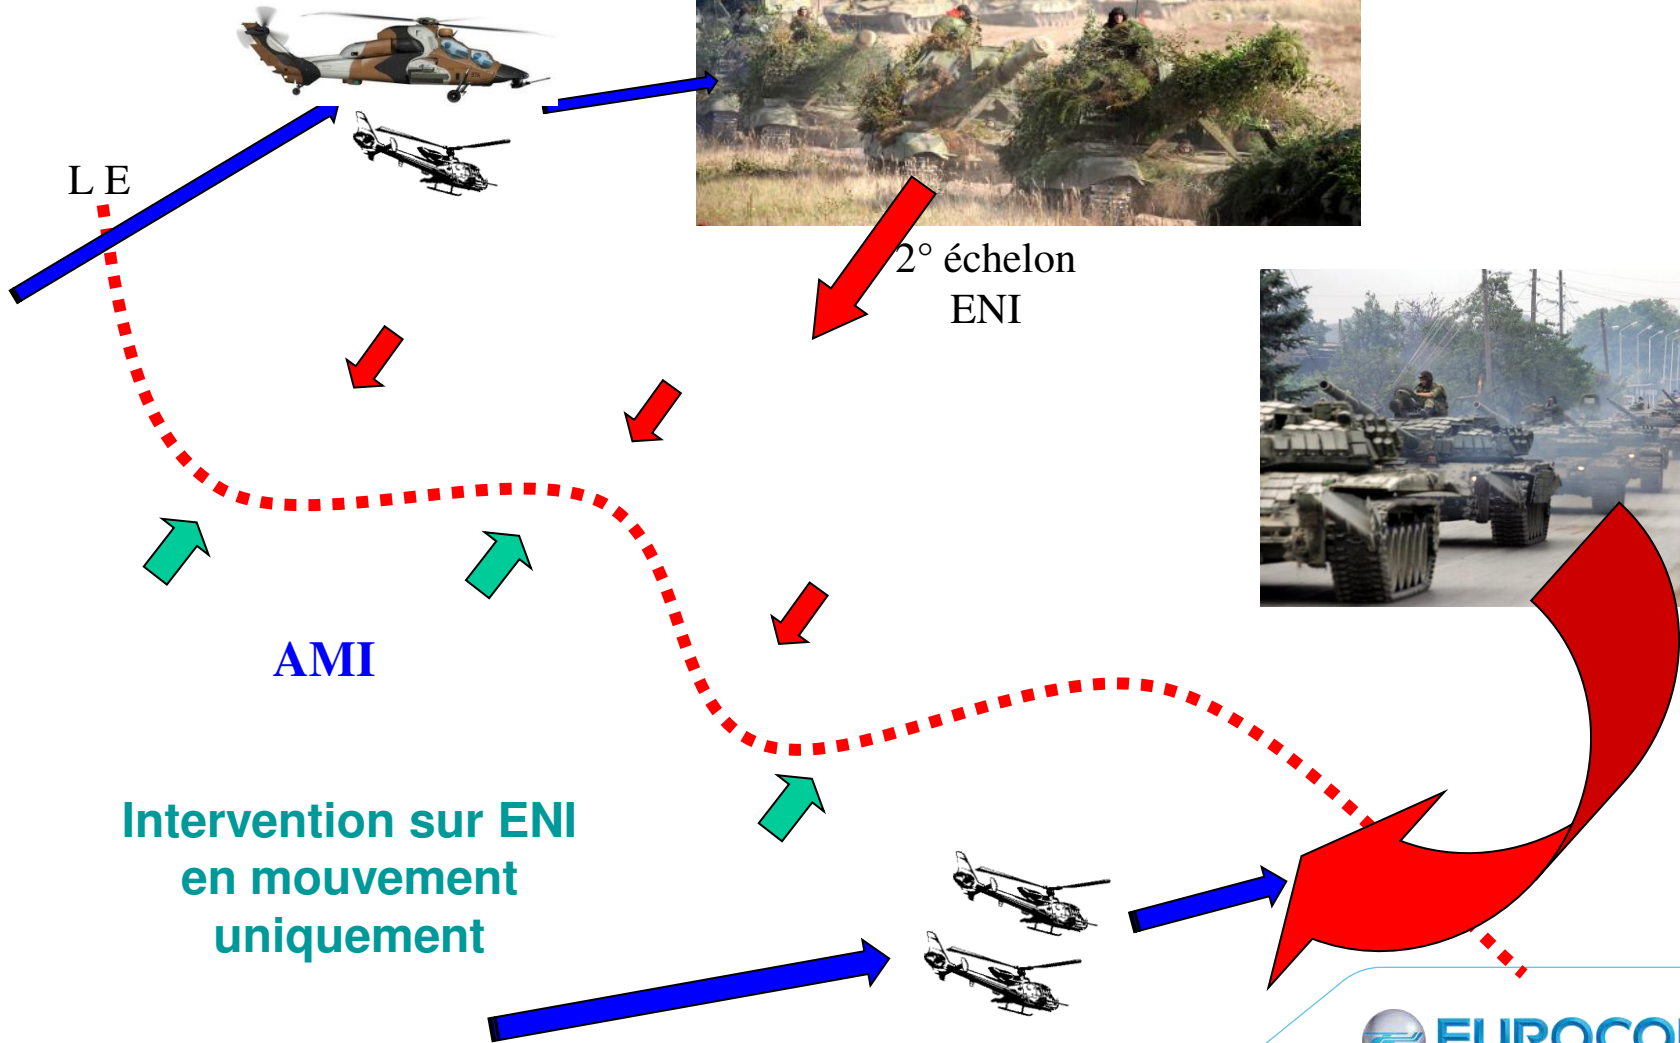 L E
2° échelon
ENI
AMI
Intervention sur ENI
en mouvement
uniquement